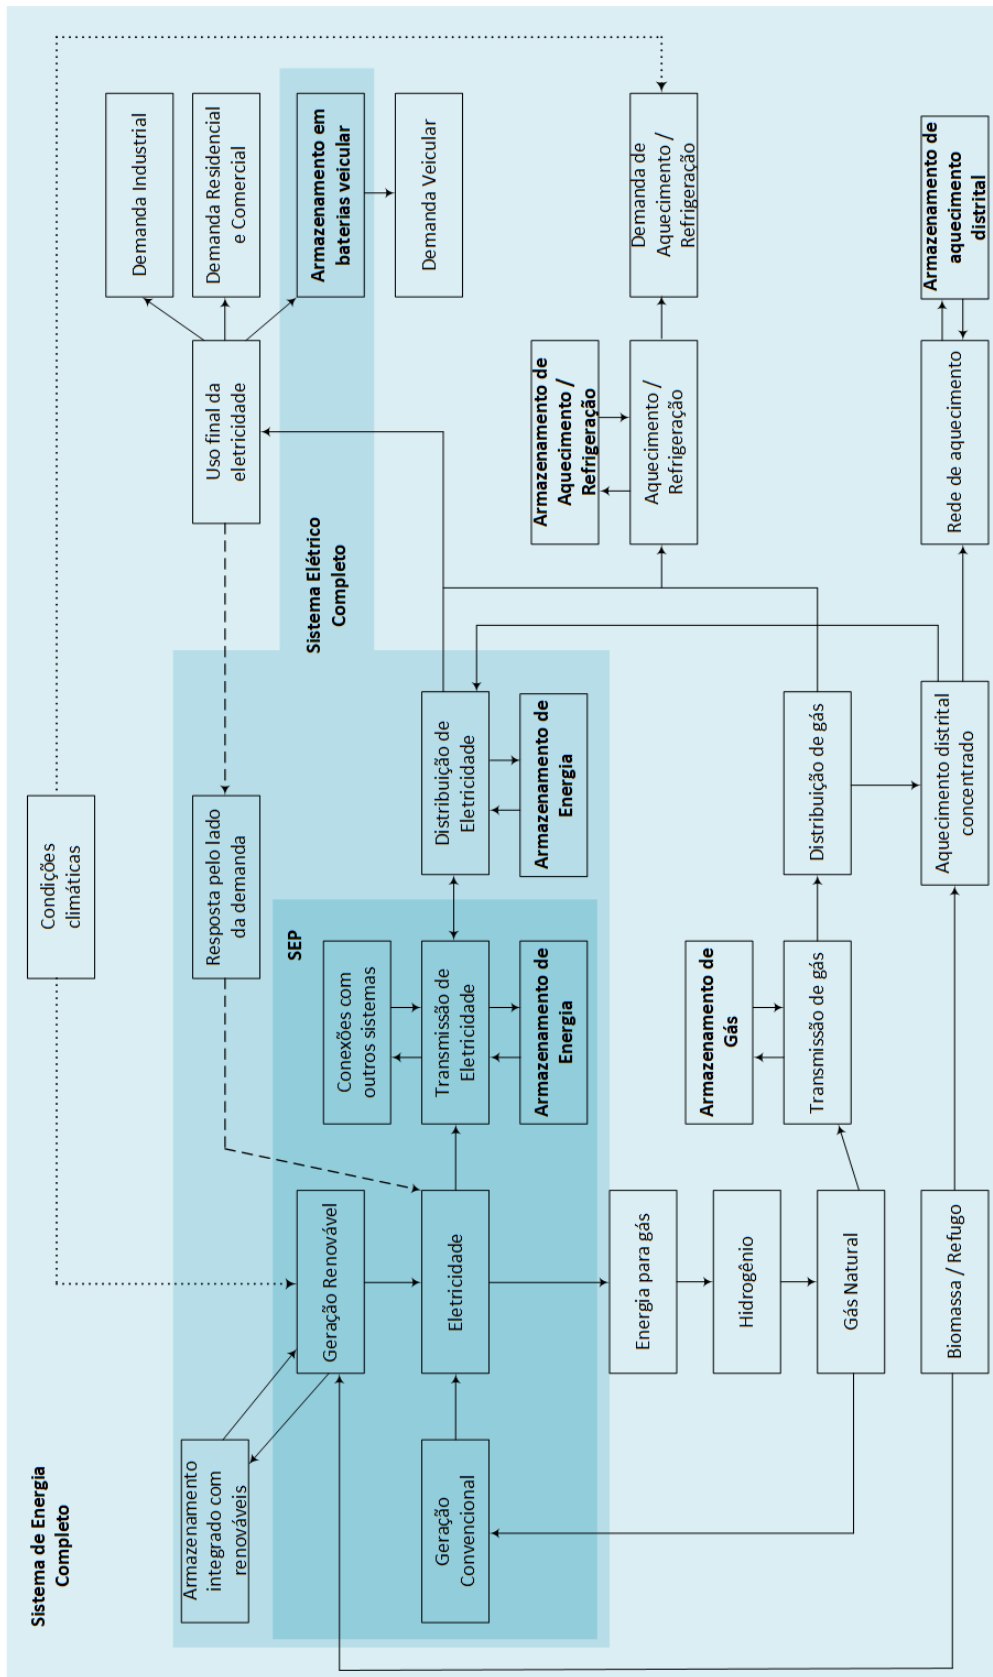 Sistema de Energia
Completo
Condições
climáticas
Armazenamento
integrado com
renováveis
Resposta pelo lado
da demanda
Uso final da
eletricidade
Demanda Industrial
Demanda Residencial
e Comercial
Armazenamento em
baterias veicular
Demanda Veicular
Sistema Elétrico
Completo
SEP
Geração Renovável
Conexões com
outros sistemas
Geração
Convencional
Eletricidade
Transmissão de
Eletricidade
Distribuição de
Eletricidade
Armazenamento de
Energia
Armazenamento de
Energia
Armazenamento de
Aquecimento /
Refrigeração
Aquecimento /
Refrigeração
Demanda de
Aquecimento /
Refrigeração
Energia para gás
Hidrogênio
Gás Natural
Armazenamento de
Gás
Transmissão de gás
Distribuição de gás
Biomassa / Refugo
Aquecimento distrital
concentrado
Rede de aquecimento
Armazenamento de
aquecimento
distrital